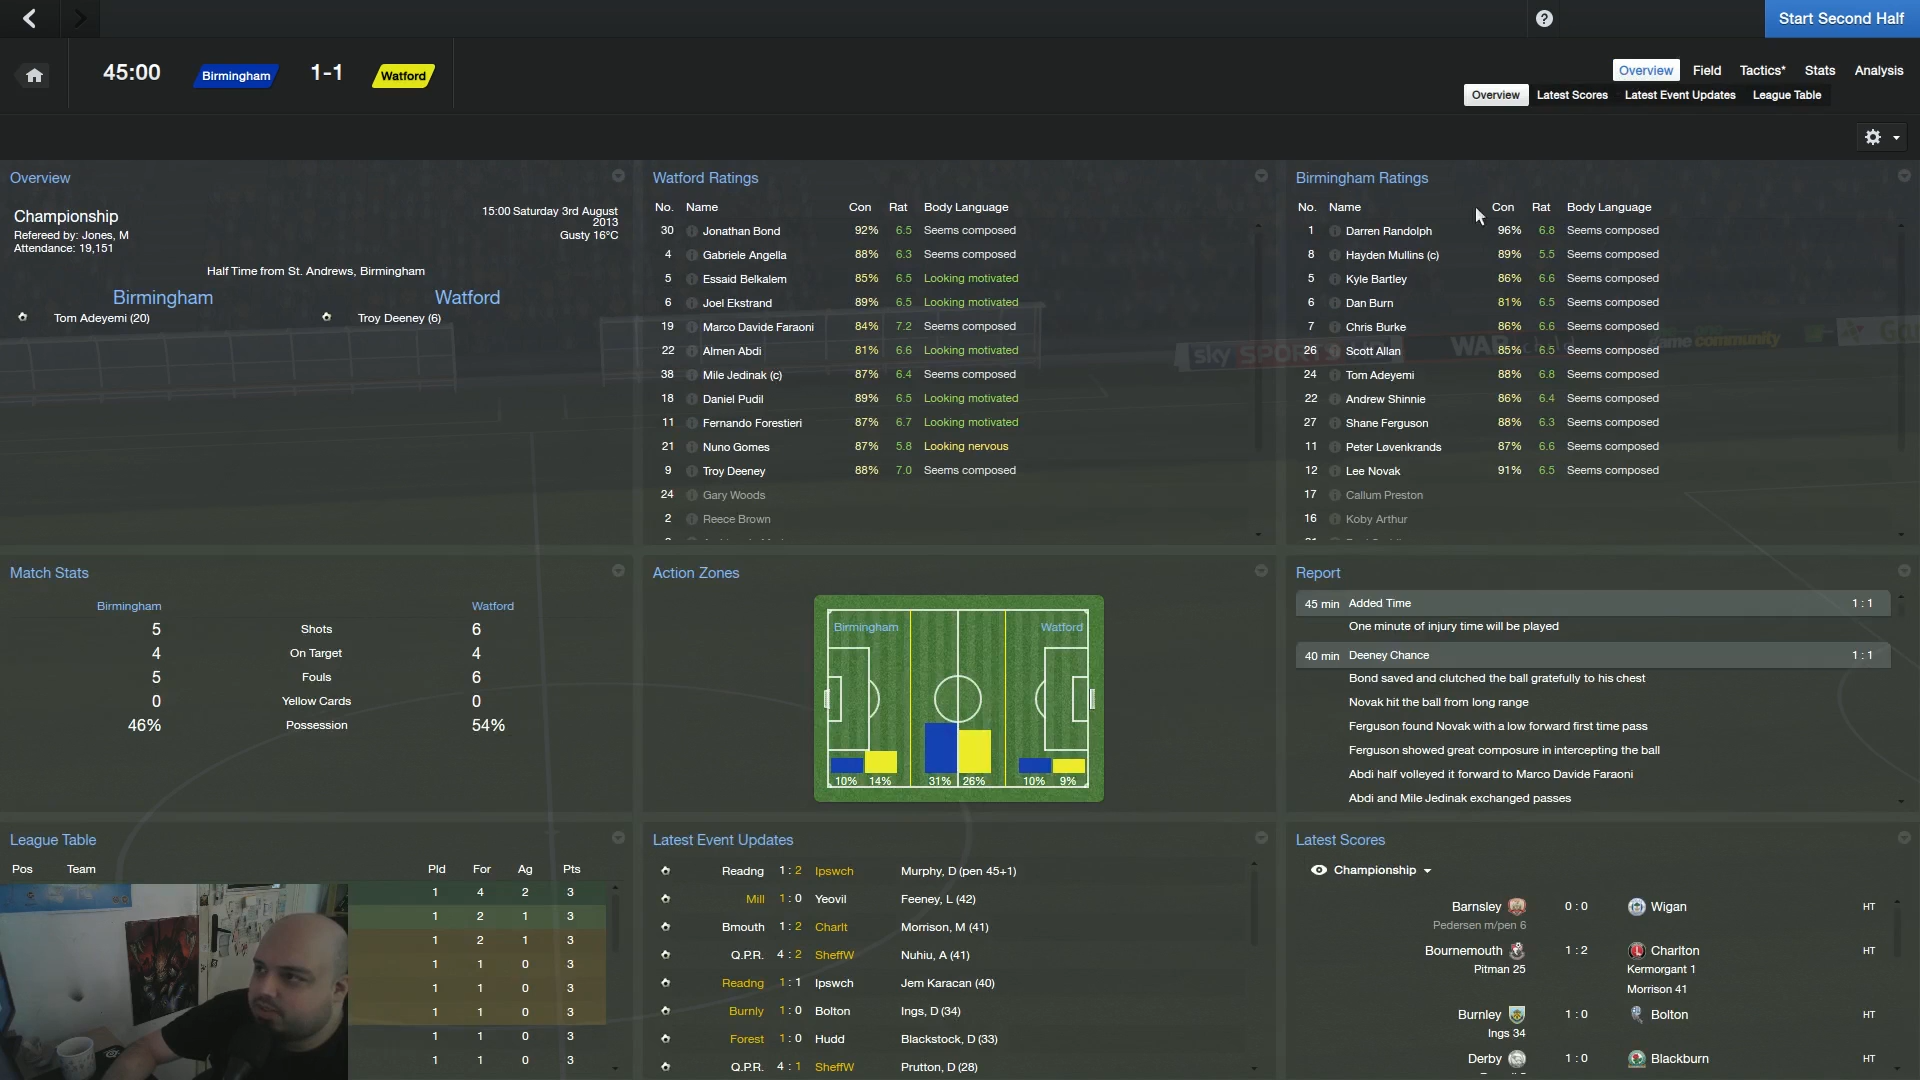 Start Second Half
45:00 Birmingham 1-1 Watford
Overview Field Tactics* Stats Analysis
Overview Latest Scores Latest Event Updates League Table
Overview
Championship
15:00 Saturday 3rd August 2013
Refereed by: Jones, M
Gusty 16°C
Attendance: 19,151
Half Time from St. Andrews, Birmingham
Birmingham Watford
Tom Adeyemi (20) Troy Deeney (6)
Watford Ratings
No. Name Con Rat Body Language
30 Jonathan Bond 92% 6.5 Seems composed
4 Gabriele Angella 88% 6.3 Seems composed
5 Essaid Belkalem 85% 6.5 Looking motivated
6 Joel Ekstrand 89% 6.5 Looking motivated
19 Marco Davide Faraoni 84% 7.2 Seems composed
22 Almen Abdi 81% 6.6 Looking motivated
38 Mile Jedinak (c) 87% 6.4 Seems composed
18 Daniel Pudil 89% 6.5 Looking motivated
11 Fernando Forestieri 87% 6.7 Looking motivated
21 Nuno Gomes 87% 5.8 Looking nervous
9 Troy Deeney 88% 7.0 Seems composed
24 Gary Woods
2 Reece Brown
Birmingham Ratings
No. Name Con Rat Body Language
1 Darren Randolph 96% 6.8 Seems composed
8 Hayden Mullins (c) 89% 5.5 Seems composed
5 Kyle Bartley 86% 6.6 Seems composed
6 Dan Burn 81% 6.5 Seems composed
7 Chris Burke 86% 6.6 Seems composed
26 Scott Allan 85% 6.5 Seems composed
24 Tom Adeyemi 88% 6.8 Seems composed
22 Andrew Shinnie 86% 6.4 Seems composed
27 Shane Ferguson 88% 6.3 Seems composed
11 Peter Løvenkrands 87% 6.6 Seems composed
12 Lee Novak 91% 6.5 Seems composed
17 Callum Preston
16 Koby Arthur
sky SPORTS
game community
Match Stats
Birmingham Watford
5 Shots 6
4 On Target 4
5 Fouls 6
0 Yellow Cards 0
46% Possession 54%
Action Zones
Birmingham Watford
10% 14% 31% 26% 10% 9%
Report
45 min Added Time 1 : 1
One minute of injury time will be played
40 min Deeney Chance 1 : 1
Bond saved and clutched the ball gratefully to his chest
Novak hit the ball from long range
Ferguson found Novak with a low forward first time pass
Ferguson showed great composure in intercepting the ball
Abdi half volleyed it forward to Marco Davide Faraoni
Abdi and Mile Jedinak exchanged passes
League Table
Pos Team Pld For Ag Pts
1 4 2 3
1 2 1 3
1 2 1 3
1 1 0 3
1 1 0 3
1 1 0 3
1 1 0 3
1 1 0 3
Latest Event Updates
Readng 1 : 2 Ipswch Murphy, D (pen 45+1)
Mill 1 : 0 Yeovil Feeney, L (42)
Bmouth 1 : 2 Charlt Morrison, M (41)
Q.P.R. 4 : 2 SheffW Nuhiu, A (41)
Readng 1 : 1 Ipswch Jem Karacan (40)
Burnly 1 : 0 Bolton Ings, D (34)
Forest 1 : 0 Hudd Blackstock, D (33)
Q.P.R. 4 : 1 SheffW Prutton, D (28)
Latest Scores
Championship
Barnsley 0 : 0 Wigan HT
Pedersen m/pen 6
Bournemouth 1 : 2 Charlton HT
Pitman 25 Kermorgant 1
Morrison 41
Burnley 1 : 0 Bolton HT
Ings 34
Derby 1 : 0 Blackburn HT